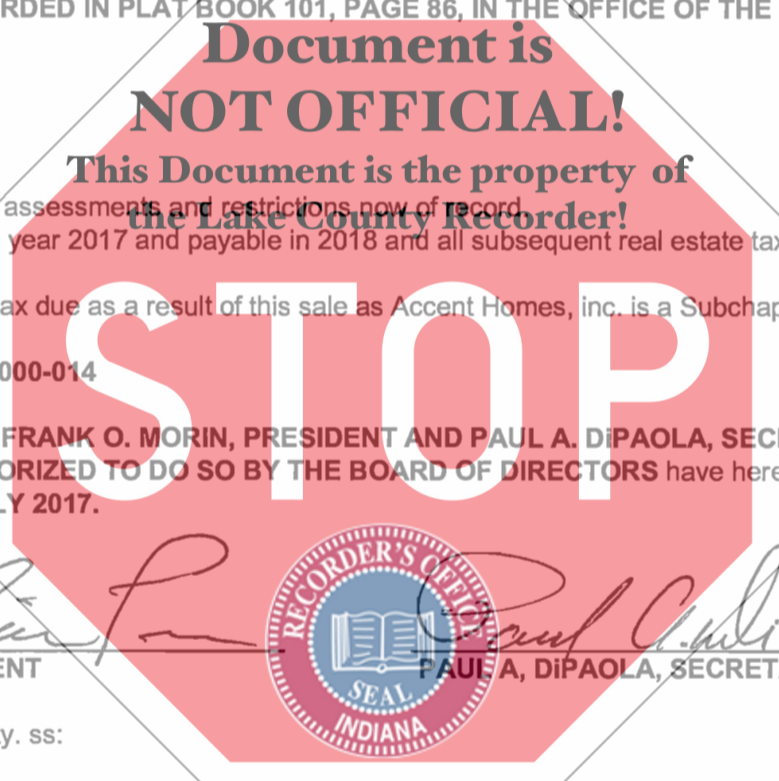 RDED IN PLAT BOOK 101, PAGE 86, IN THE OFFICE OF THE
Document is
NOT OFFICIAL!
This Document is the property of
the Lake County Recorder!
assessments and restrictions now of record.
year 2017 and payable in 2018 and all subsequent real estate tax
ax due as a result of this sale as Accent Homes, inc. is a Subchap
000-014
STOP
FRANK O. MORIN, PRESIDENT AND PAUL A. DiPAOLA, SEC
ORIZED TO DO SO BY THE BOARD OF DIRECTORS have here
LY 2017.
RECORDER'S OFFICE
SEAL
INDIANA
ENT
PAUL A, DiPAOLA, SECRET
y. ss: